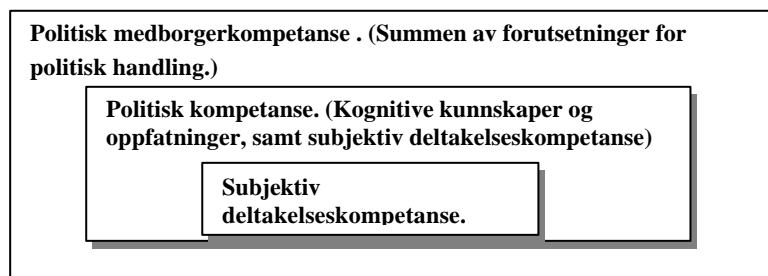 Politisk medborgerkompetanse . (Summen av forutsetninger for
politisk handling.)
Politisk kompetanse. (Kognitive kunnskaper og
oppfatninger, samt subjektiv deltakelseskompetanse)
Subjektiv
deltakelseskompetanse.